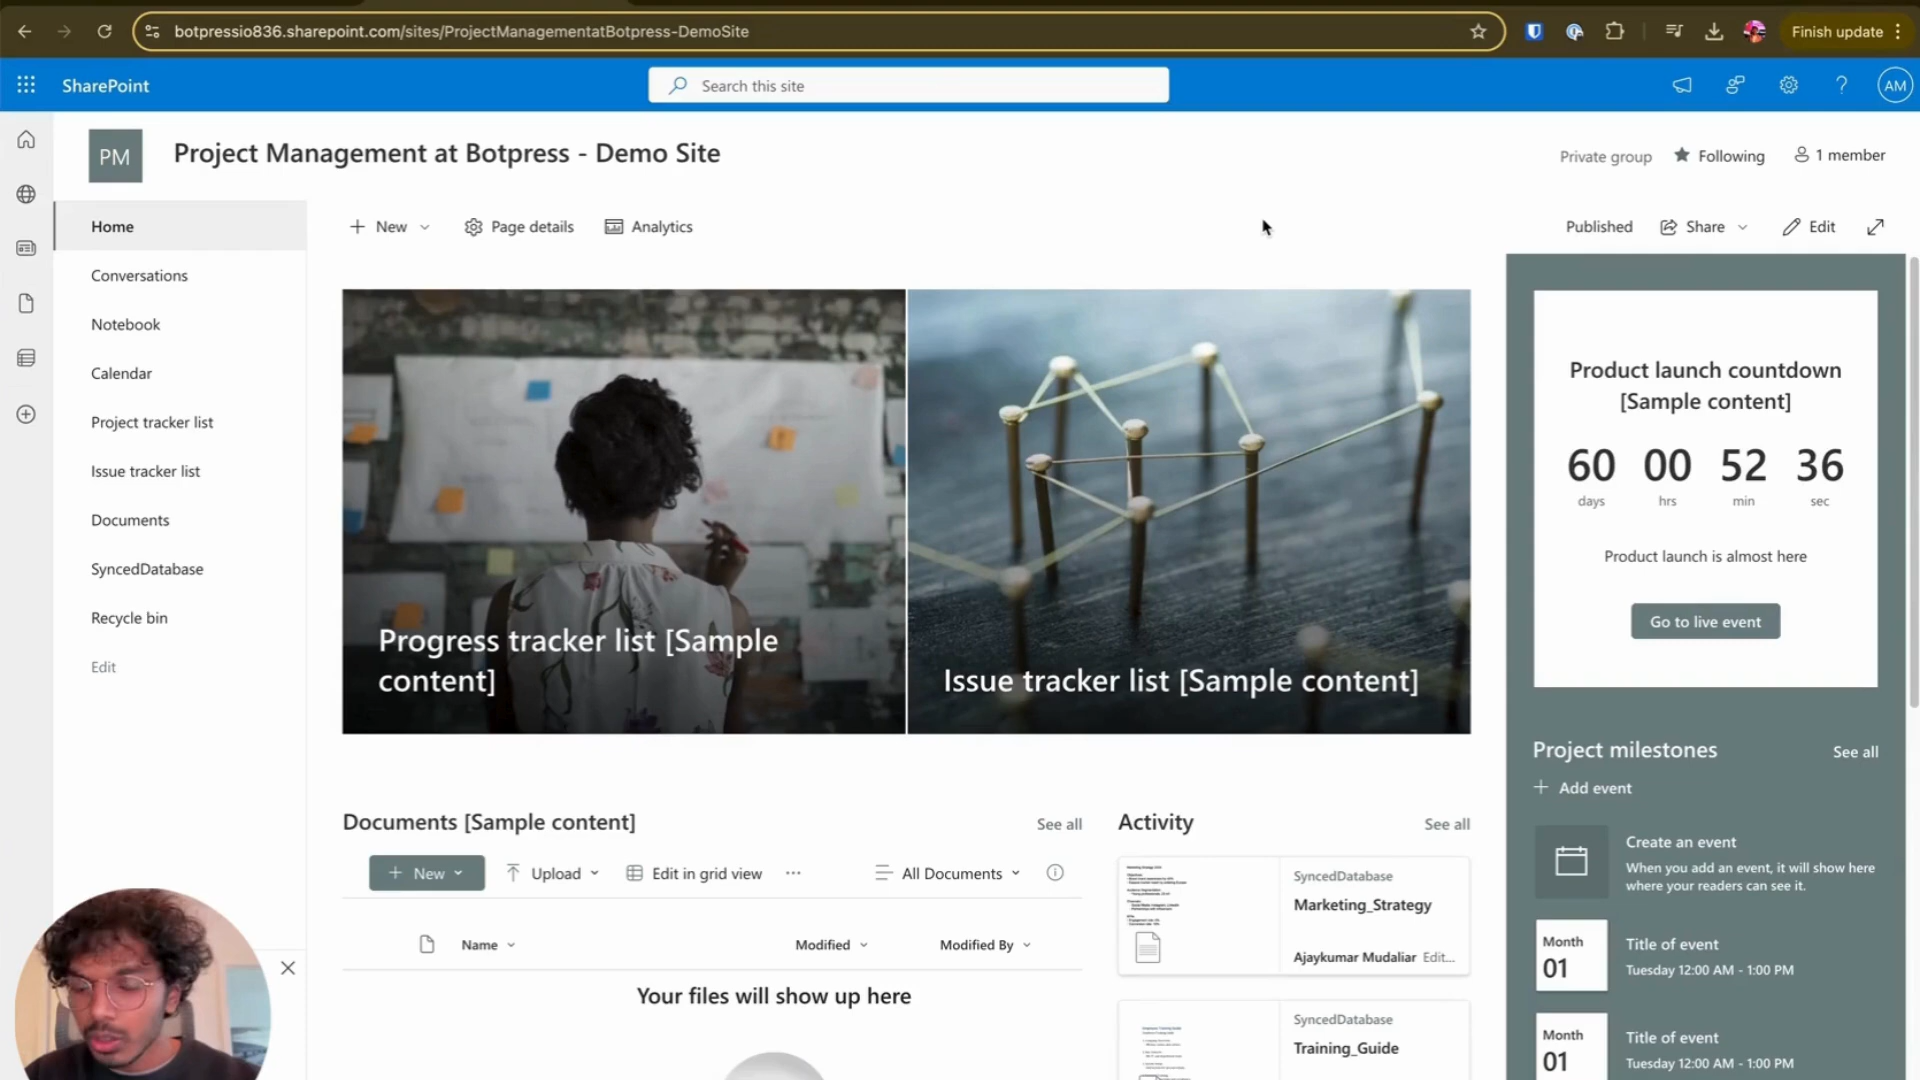 botpressio836.sharepoint.com/sites/ProjectManagementatBotpress-DemoSite
Finish update
SharePoint
Search this site
AM
PM
Project Management at Botpress - Demo Site
Private group
Following
1 member
Home
Conversations
Notebook
Calendar
Project tracker list
Issue tracker list
Documents
SyncedDatabase
Recycle bin
Edit
New
Page details
Analytics
Published
Share
Edit
Progress tracker list [Sample
content]
Issue tracker list [Sample content]
Product launch countdown
[Sample content]
60 00 52 36
days hrs min sec
Product launch is almost here
Go to live event
Project milestones
See all
Add event
Create an event
When you add an event, it will show here
where your readers can see it.
Month
01
Title of event
Tuesday 12:00 AM - 1:00 PM
Month
01
Title of event
Tuesday 12:00 AM - 1:00 PM
Documents [Sample content]
See all
New
Upload
Edit in grid view
All Documents
Name
Modified
Modified By
Your files will show up here
Activity
See all
SyncedDatabase
Marketing_Strategy
Ajaykumar Mudaliar Edit...
SyncedDatabase
Training_Guide